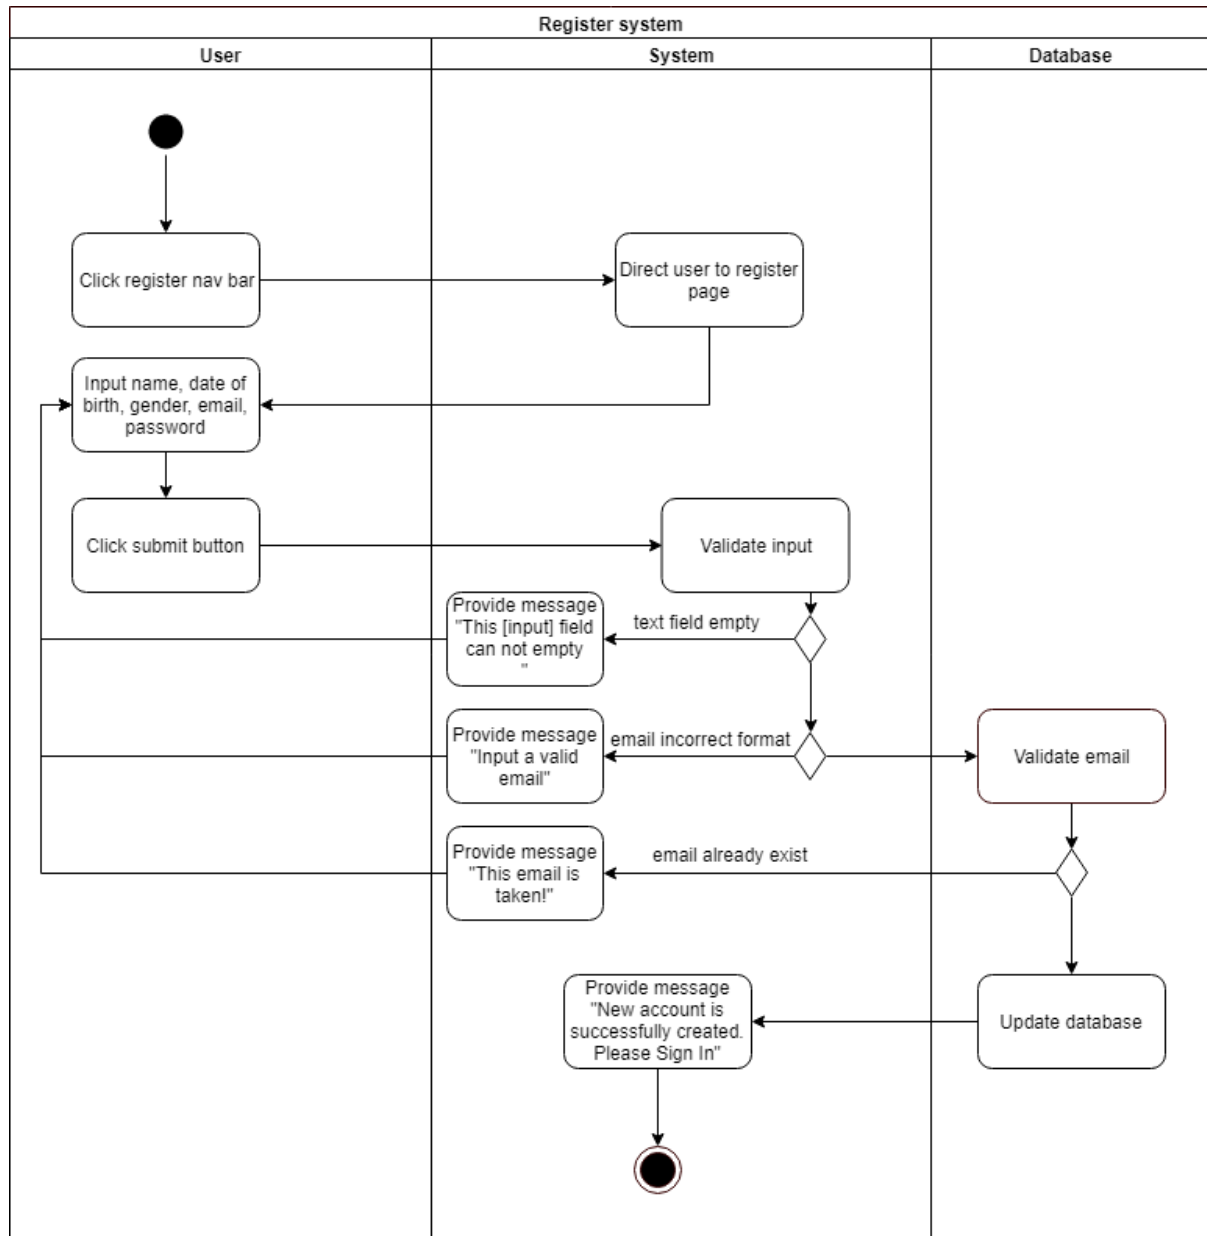 Register system
User
System
Database
Click register nav bar
Direct user to register
page
Input name, date of
birth, gender, email,
password
Click submit button
Validate input
Provide message
"This [input] field
can not empty
"
text field empty
Provide message
"Input a valid
email"
email incorrect format
Validate email
Provide message
"This email is
taken!"
email already exist
Provide message
"New account is
successfully created.
Please Sign In"
Update database